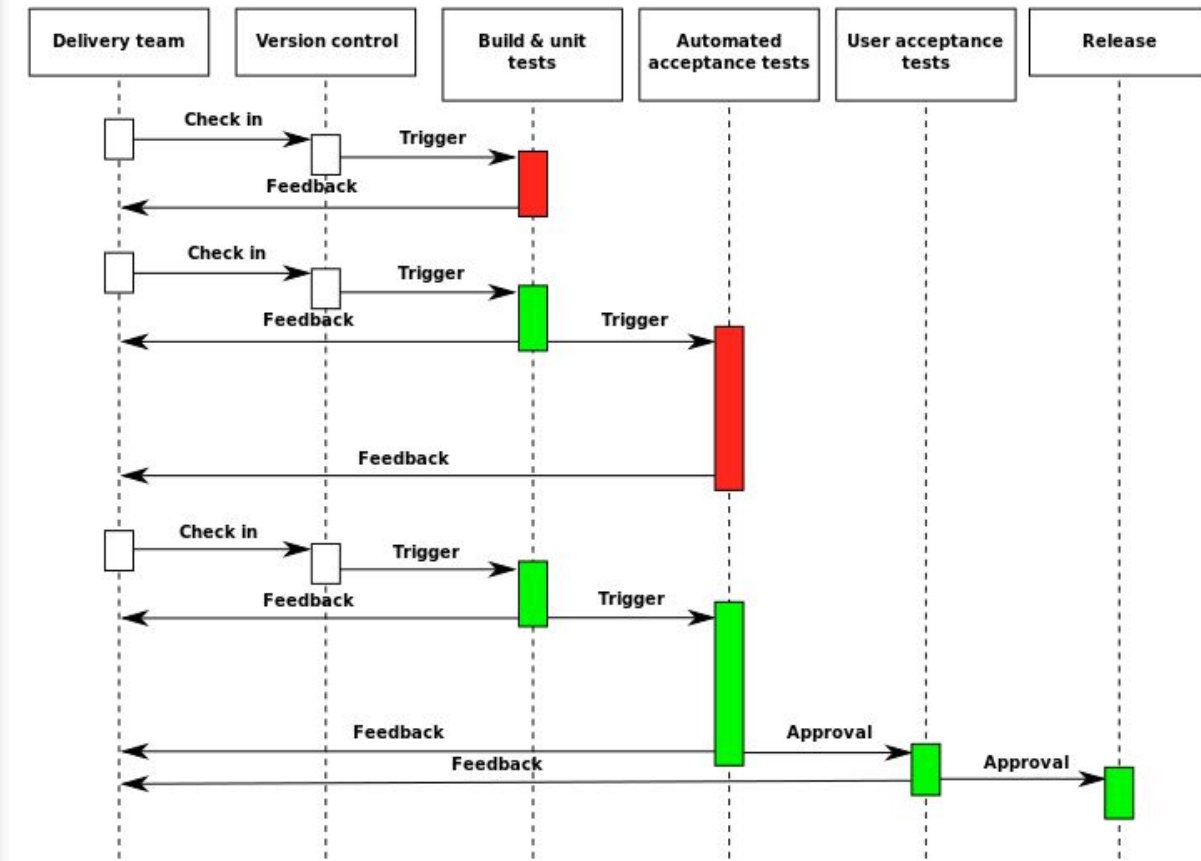 Delivery team
Version control
Build & unit
tests
Automated
acceptance tests
User acceptance
tests
Release
Check in
Trigger
Feedback
Check in
Trigger
Feedback
Trigger
Feedback
Check in
Trigger
Feedback
Trigger
Feedback
Approval
Feedback
Approval